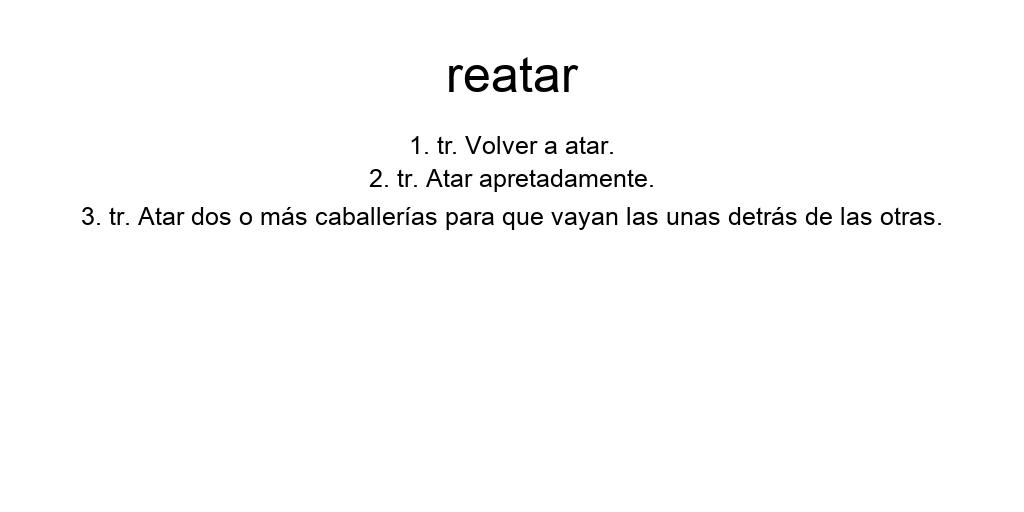 reatar
1. tr. Volver a atar.
2. tr. Atar apretadamente.
3. tr. Atar dos o más caballerías para que vayan las unas detrás de las otras.